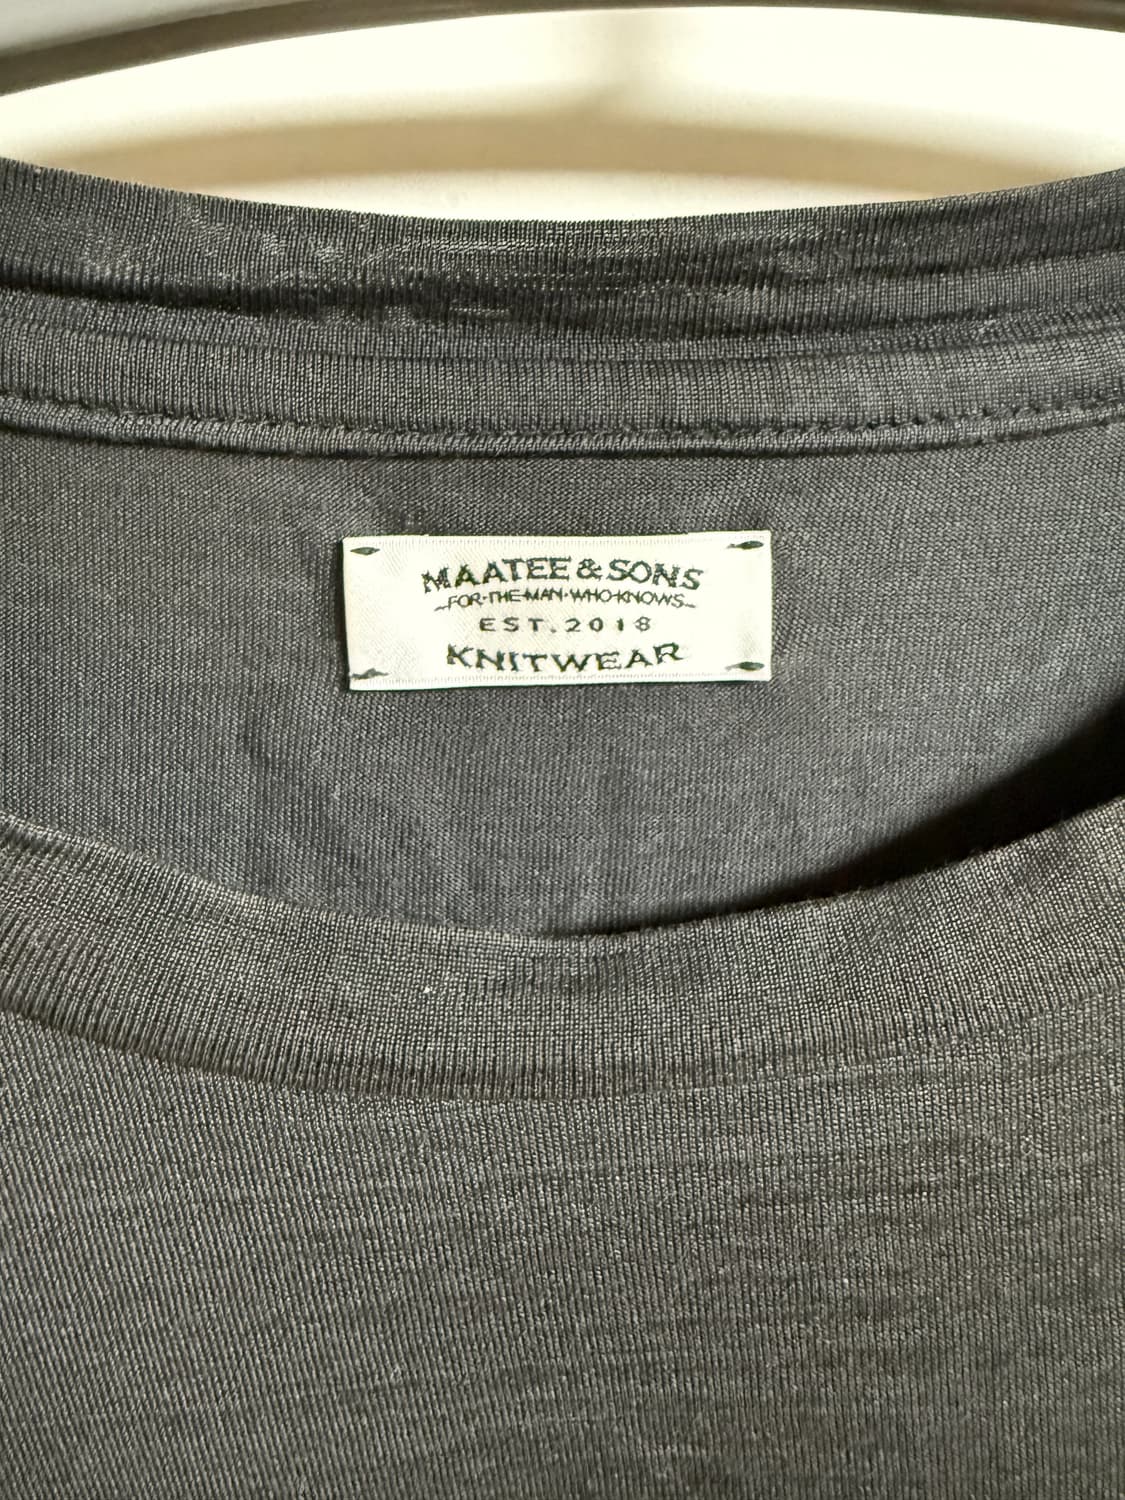 MAATEE & SONS
FOR·THE·MAN·WHO·KNOWS
EST. 2018
KNITWEAR